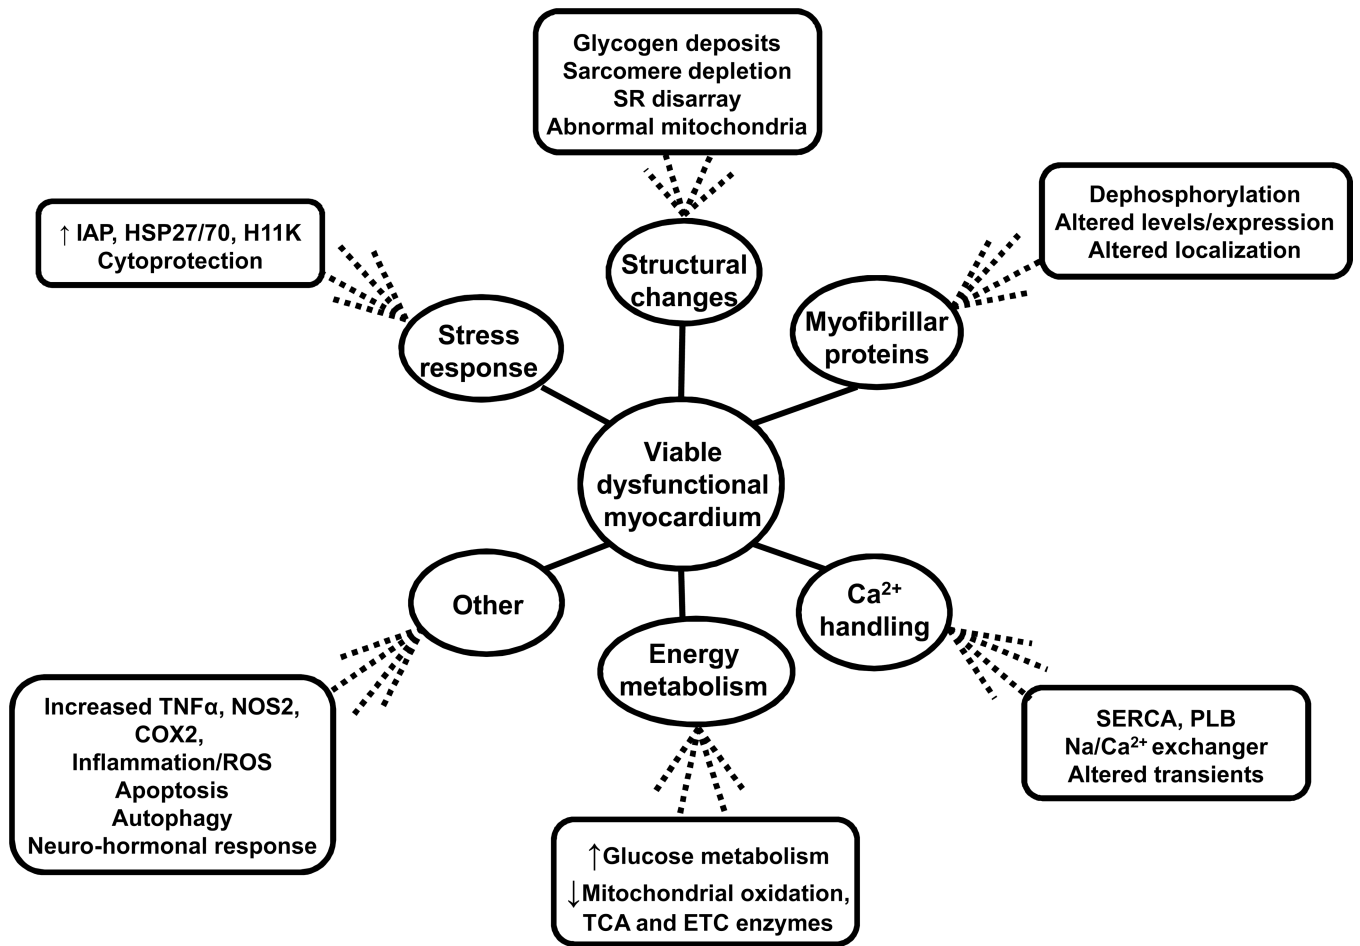 Glycogen deposits
Sarcomere depletion
SR disarray
Abnormal mitochondria
Dephosphorylation
Altered levels/expression
Altered localization
↑ IAP, HSP27/70, H11K
Cytoprotection
Structural
changes
Myofibrillar
proteins
Stress
response
Viable
dysfunctional
myocardium
Other
Ca²⁺
handling
Energy
metabolism
Increased TNFα, NOS2,
COX2,
Inflammation/ROS
Apoptosis
Autophagy
Neuro-hormonal response
SERCA, PLB
Na/Ca²⁺ exchanger
Altered transients
↑Glucose metabolism
↓Mitochondrial oxidation,
TCA and ETC enzymes